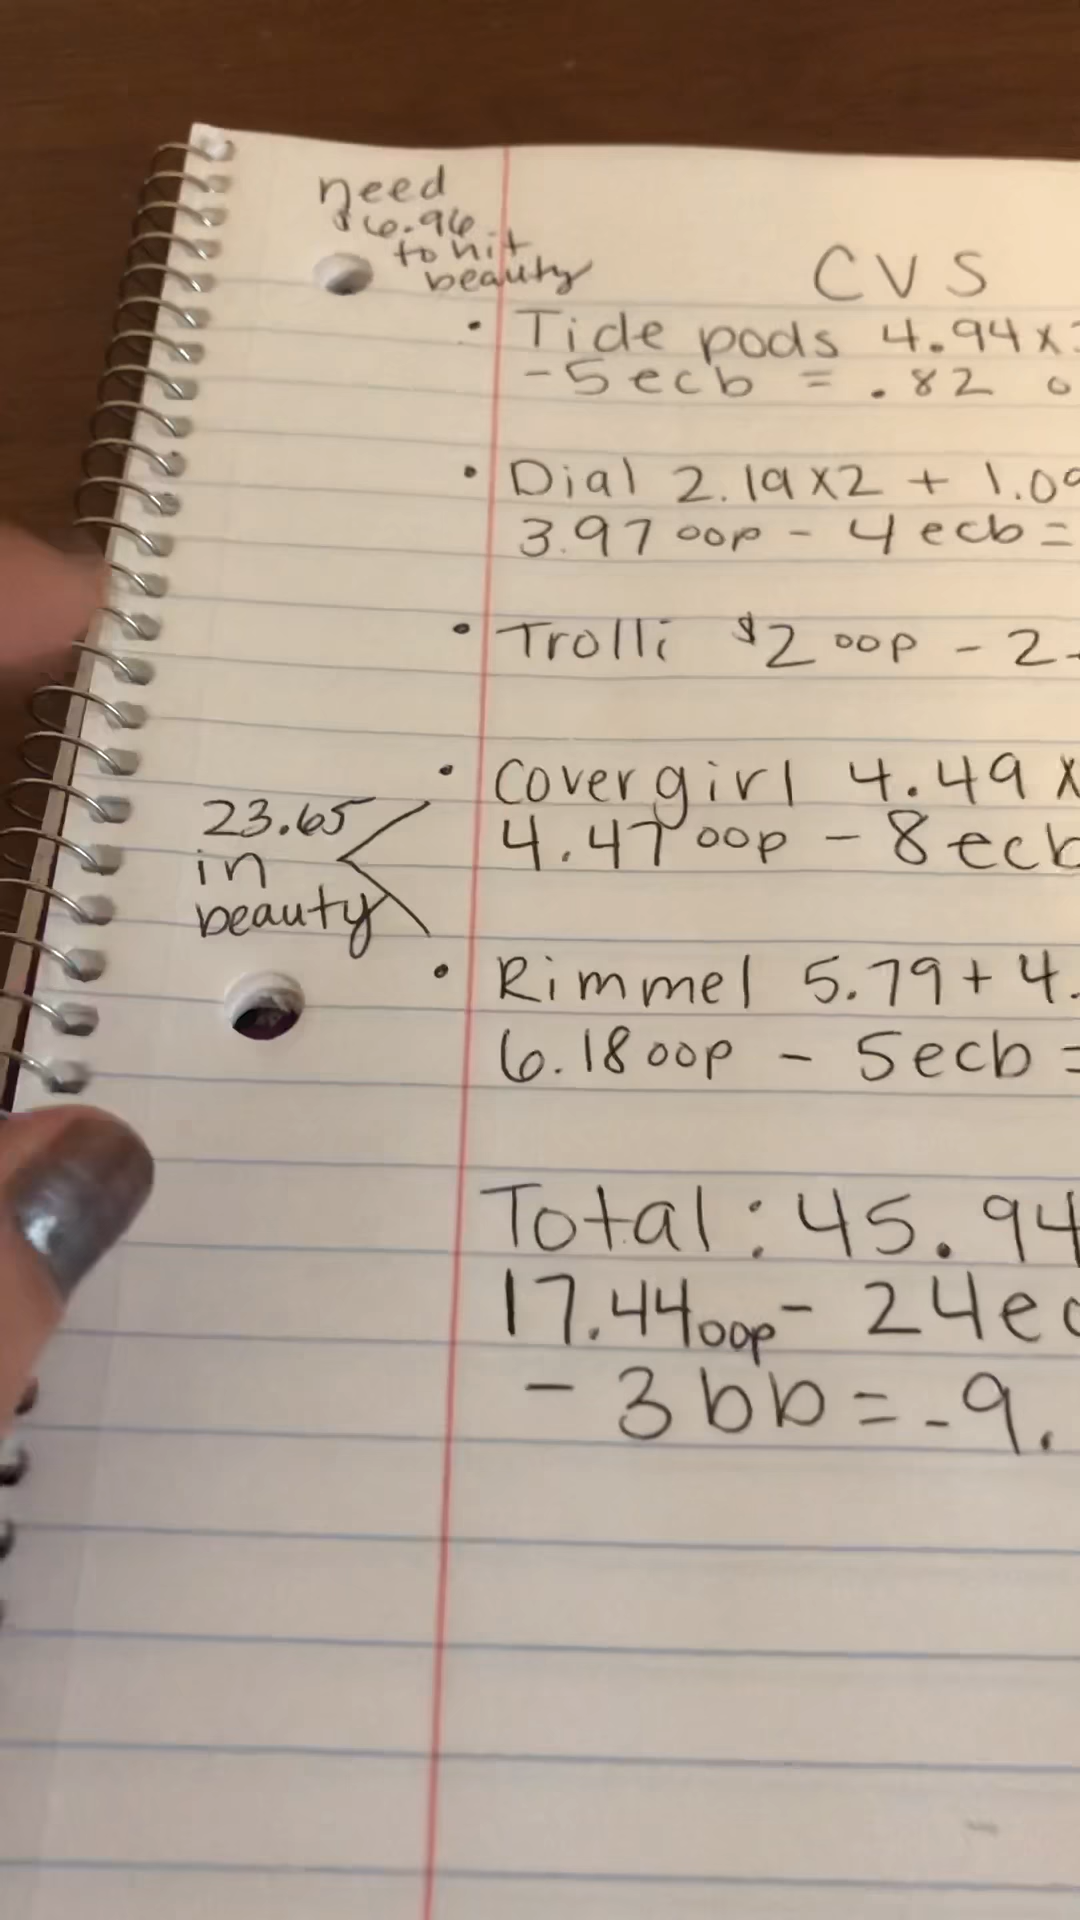 need
$6.96
to hit
beauty
CVS
• Tide pods 4.94 x
-5ecb = .82
• Dial 2.19x2 + 1.09
3.97 oop - 4ecb =
• Trolli $2 oop - 2
• Covergirl 4.49 x
4.47 oop - 8ecb
23.65
in
beauty
• Rimmel 5.79 + 4.
6.18 oop - 5ecb =
Total: 45.94
17.44oop - 24ec
- 3bb = -9.